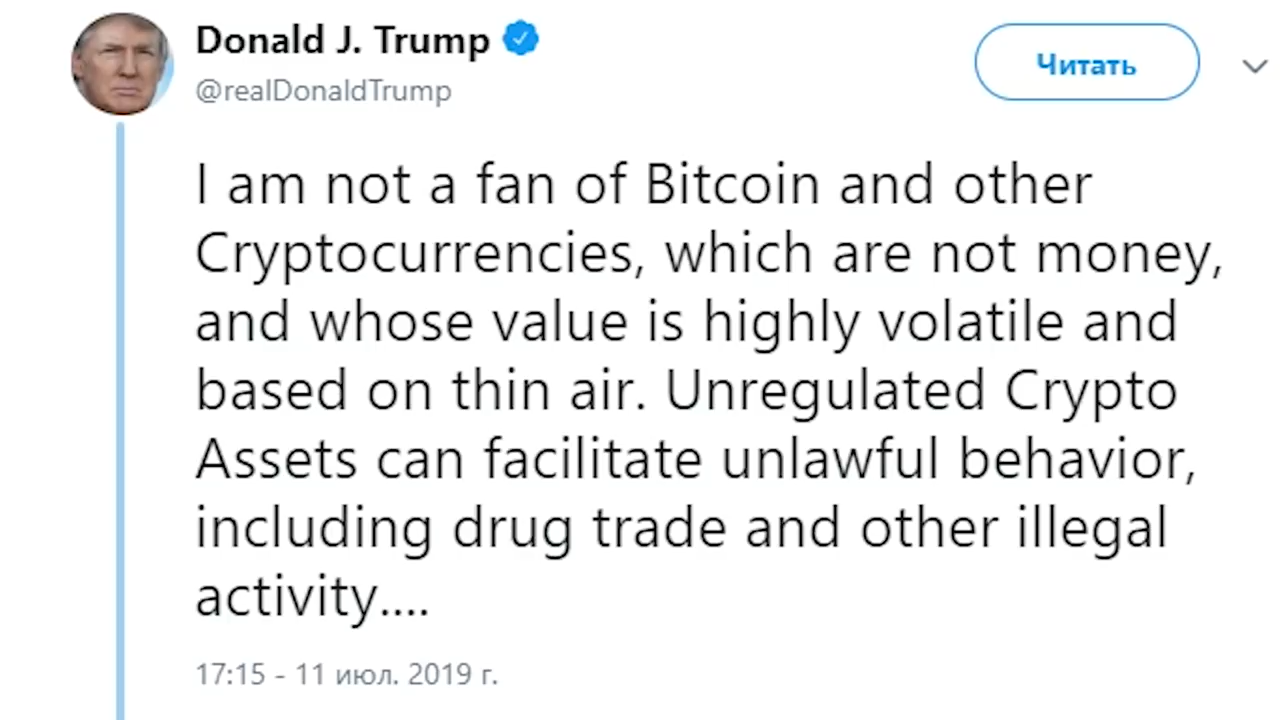 Donald J. Trump
@realDonaldTrump
Читать
I am not a fan of Bitcoin and other
Cryptocurrencies, which are not money,
and whose value is highly volatile and
based on thin air. Unregulated Crypto
Assets can facilitate unlawful behavior,
including drug trade and other illegal
activity....
17:15 - 11 июл. 2019 г.